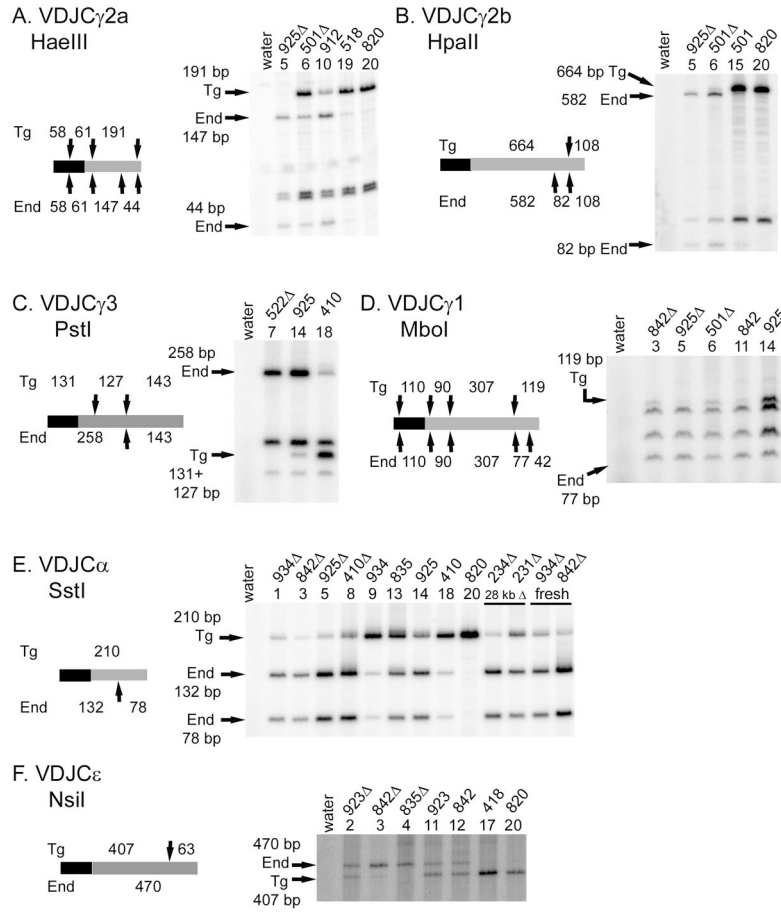 A. VDJCγ2a
HaeIII
water
925Δ 501Δ 912 518 820
5 6 10 19 20
191 bp
Tg
End
147 bp
44 bp
End
Tg 58 61 191
End 58 61 147 44
B. VDJCγ2b
HpaII
water
925Δ 501Δ 501 820
5 6 15 20
664 bp Tg
582 End
82 bp End
Tg 664 108
End 582 82 108
C. VDJCγ3
PstI
water
522Δ 925 410
7 14 18
258 bp
End
Tg
131+
127 bp
Tg 131 127 143
End 258 143
D. VDJCγ1
MboI
water
842Δ 925Δ 501Δ 842 925
3 5 6 11 14
119 bp
Tg
End
77 bp
Tg 110 90 307 119
End 110 90 307 77 42
E. VDJCα
SstI
water
934Δ 842Δ 925Δ 410Δ 934 835 925 410 820 234Δ 231Δ 934Δ 842Δ
1 3 5 8 9 13 14 18 20 28 kb Δ fresh
210 bp
Tg
End
132 bp
End
78 bp
Tg 210
End 132 78
F. VDJCε
NsiI
water
923Δ 842Δ 835Δ 923 842 418 820
2 3 4 11 12 17 20
470 bp
End
Tg
407 bp
Tg 407 63
End 470